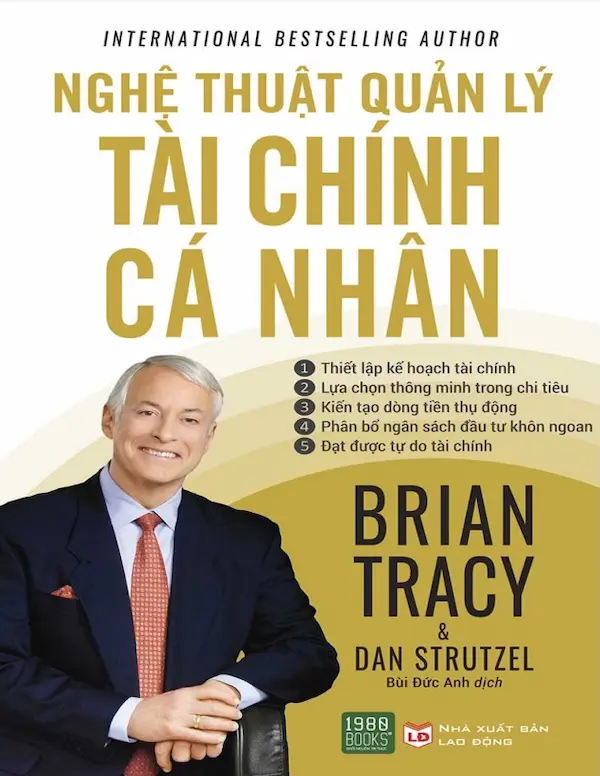 INTERNATIONAL BESTSELLING AUTHOR
NGHỆ THUẬT QUẢN LÝ
TÀI CHÍNH
CÁ NHÂN
1 Thiết lập kế hoạch tài chính
2 Lựa chọn thông minh trong chi tiêu
3 Kiến tạo dòng tiền thụ động
4 Phân bổ ngân sách đầu tư khôn ngoan
5 Đạt được tự do tài chính
BRIAN
TRACY
&
DAN STRUTZEL
Bùi Đức Anh dịch
1980
BOOKS
LĐ
NHÀ XUẤT BẢN
LAO ĐỘNG